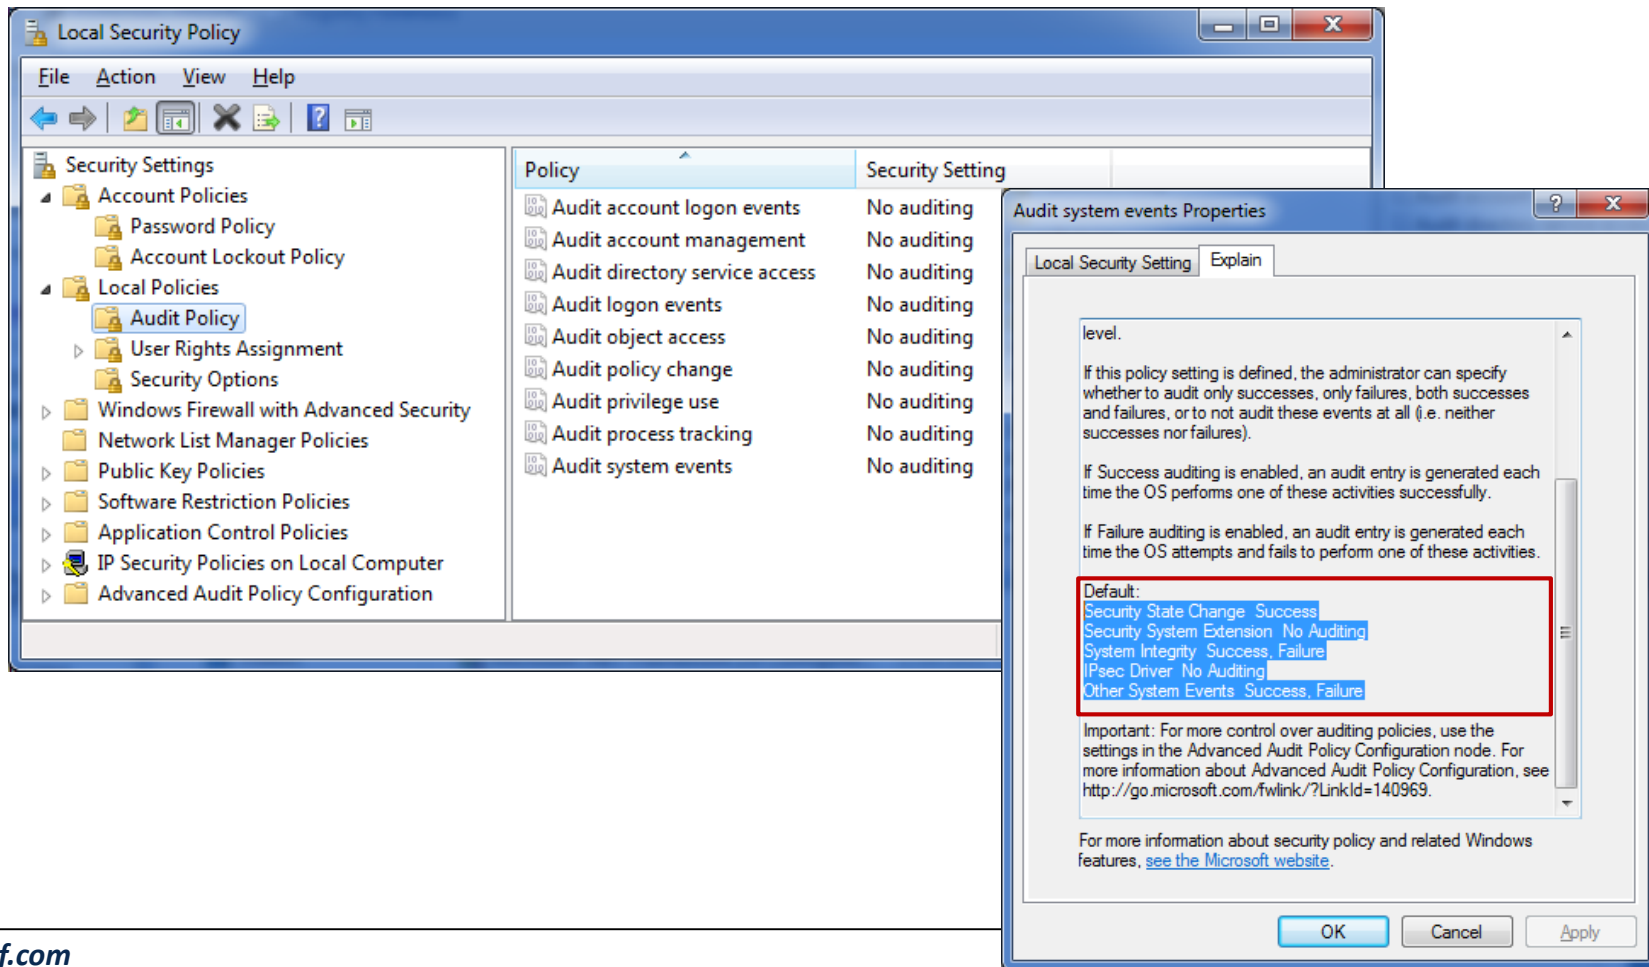 Local Security Policy
File Action View Help
Security Settings
Account Policies
Password Policy
Account Lockout Policy
Local Policies
Audit Policy
User Rights Assignment
Security Options
Windows Firewall with Advanced Security
Network List Manager Policies
Public Key Policies
Software Restriction Policies
Application Control Policies
IP Security Policies on Local Computer
Advanced Audit Policy Configuration
Policy Security Setting
Audit account logon events No auditing
Audit account management No auditing
Audit directory service access No auditing
Audit logon events No auditing
Audit object access No auditing
Audit policy change No auditing
Audit privilege use No auditing
Audit process tracking No auditing
Audit system events No auditing
Audit system events Properties
Local Security Setting Explain
level.
If this policy setting is defined, the administrator can specify
whether to audit only successes, only failures, both successes
and failures, or to not audit these events at all (i.e. neither
successes nor failures).
If Success auditing is enabled, an audit entry is generated each
time the OS performs one of these activities successfully.
If Failure auditing is enabled, an audit entry is generated each
time the OS attempts and fails to perform one of these activities.
Default:
Security State Change Success
Security System Extension No Auditing
System Integrity Success, Failure
IPsec Driver No Auditing
Other System Events Success, Failure
Important: For more control over auditing policies, use the
settings in the Advanced Audit Policy Configuration node. For
more information about Advanced Audit Policy Configuration, see
http://go.microsoft.com/fwlink/?LinkId=140969.
For more information about security policy and related Windows
features, see the Microsoft website.
OK Cancel Apply
f.com